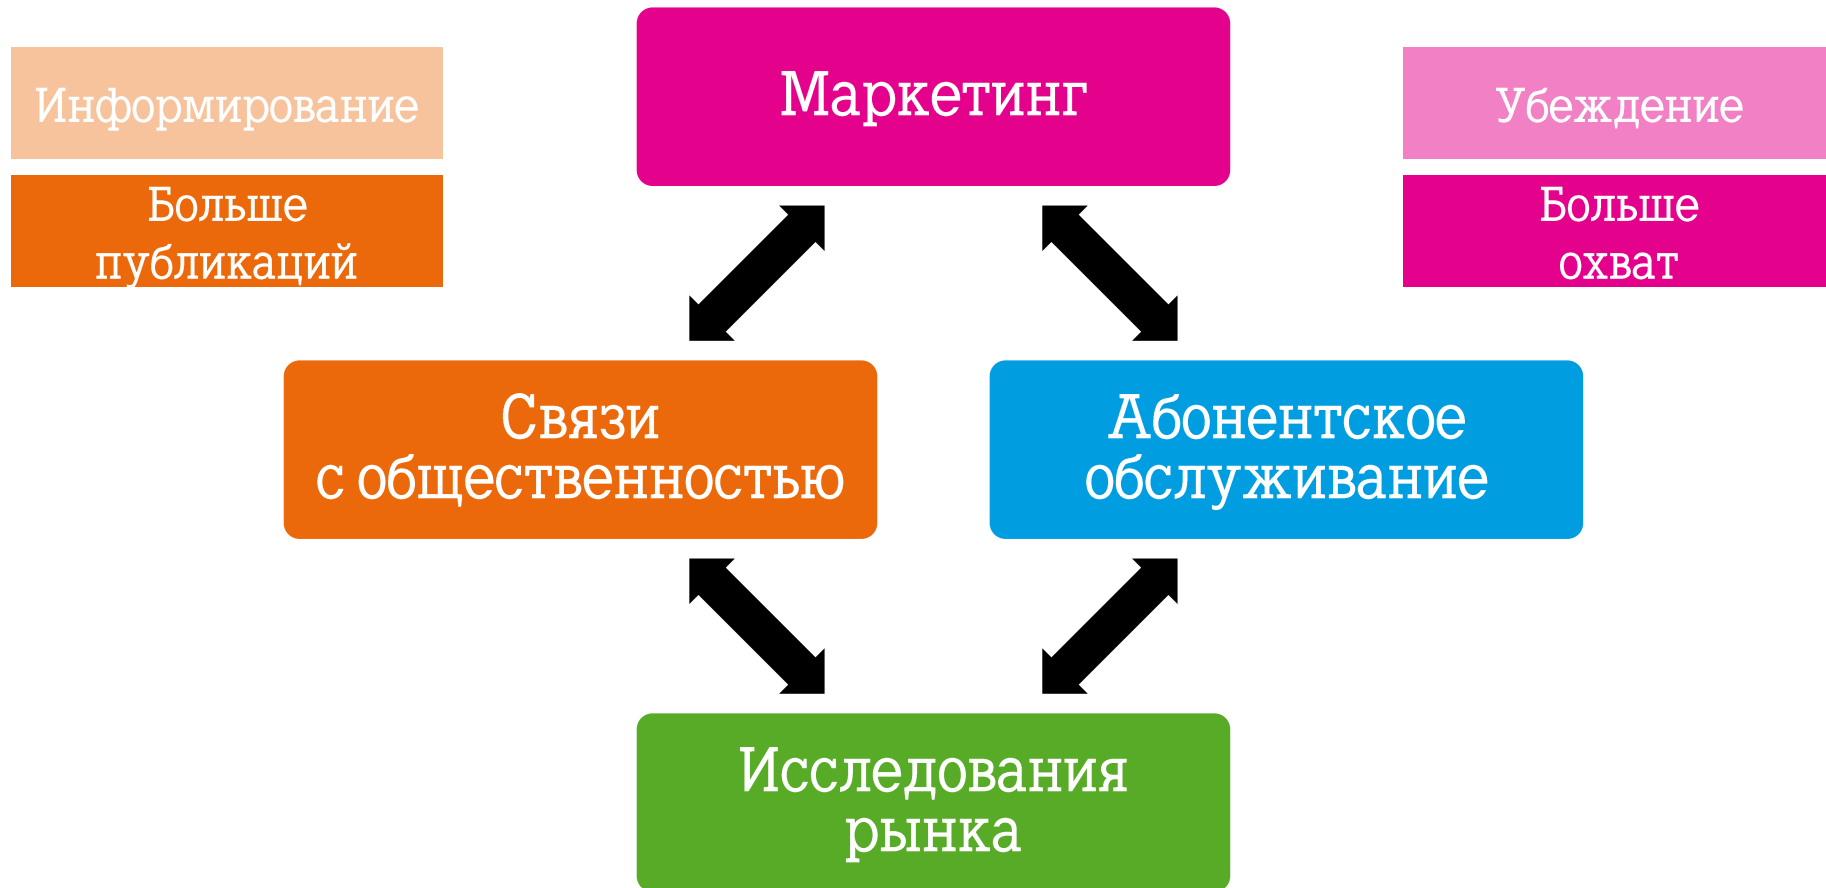 Маркетинг
Информирование
Убеждение
Больше
публикаций
Больше
охват
Связи
с общественностью
Абонентское
обслуживание
Исследования
рынка